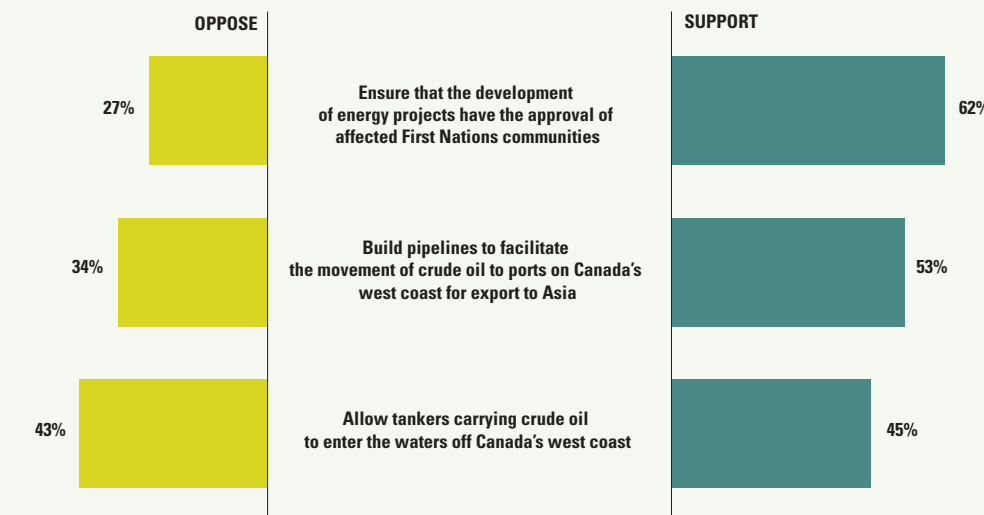 OPPOSE
SUPPORT
27%
Ensure that the development
of energy projects have the approval of
affected First Nations communities
62%
34%
Build pipelines to facilitate
the movement of crude oil to ports on Canada's
west coast for export to Asia
53%
43%
Allow tankers carrying crude oil
to enter the waters off Canada's west coast
45%